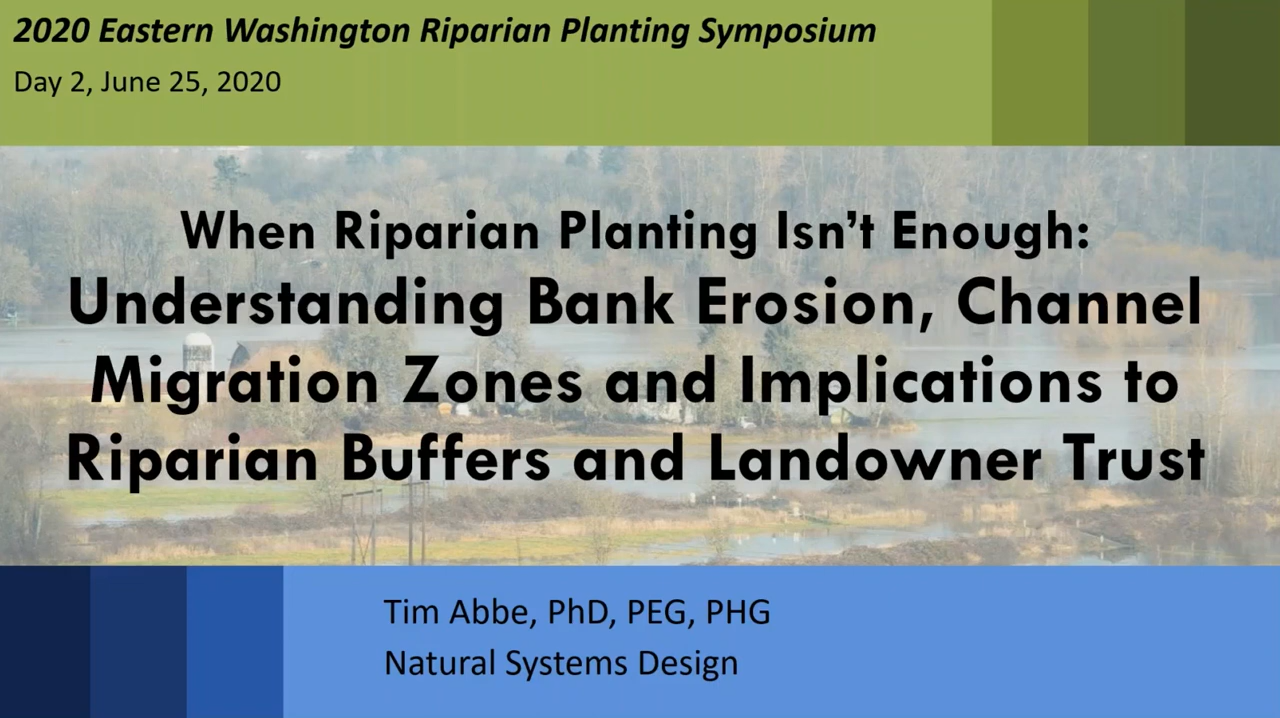 2020 Eastern Washington Riparian Planting Symposium
Day 2, June 25, 2020
When Riparian Planting Isn’t Enough:
Understanding Bank Erosion, Channel
Migration Zones and Implications to
Riparian Buffers and Landowner Trust
Tim Abbe, PhD, PEG, PHG
Natural Systems Design